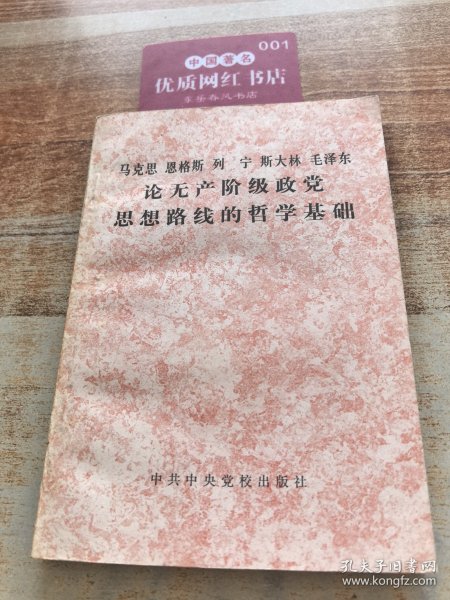 001
中国著名
优质网红书店
享乐春风书店
马克思 恩格斯 列 宁 斯大林 毛泽东
论无产阶级政党
思想路线的哲学基础
中共中央党校出版社
孔夫子旧书网
www.kongfz.com